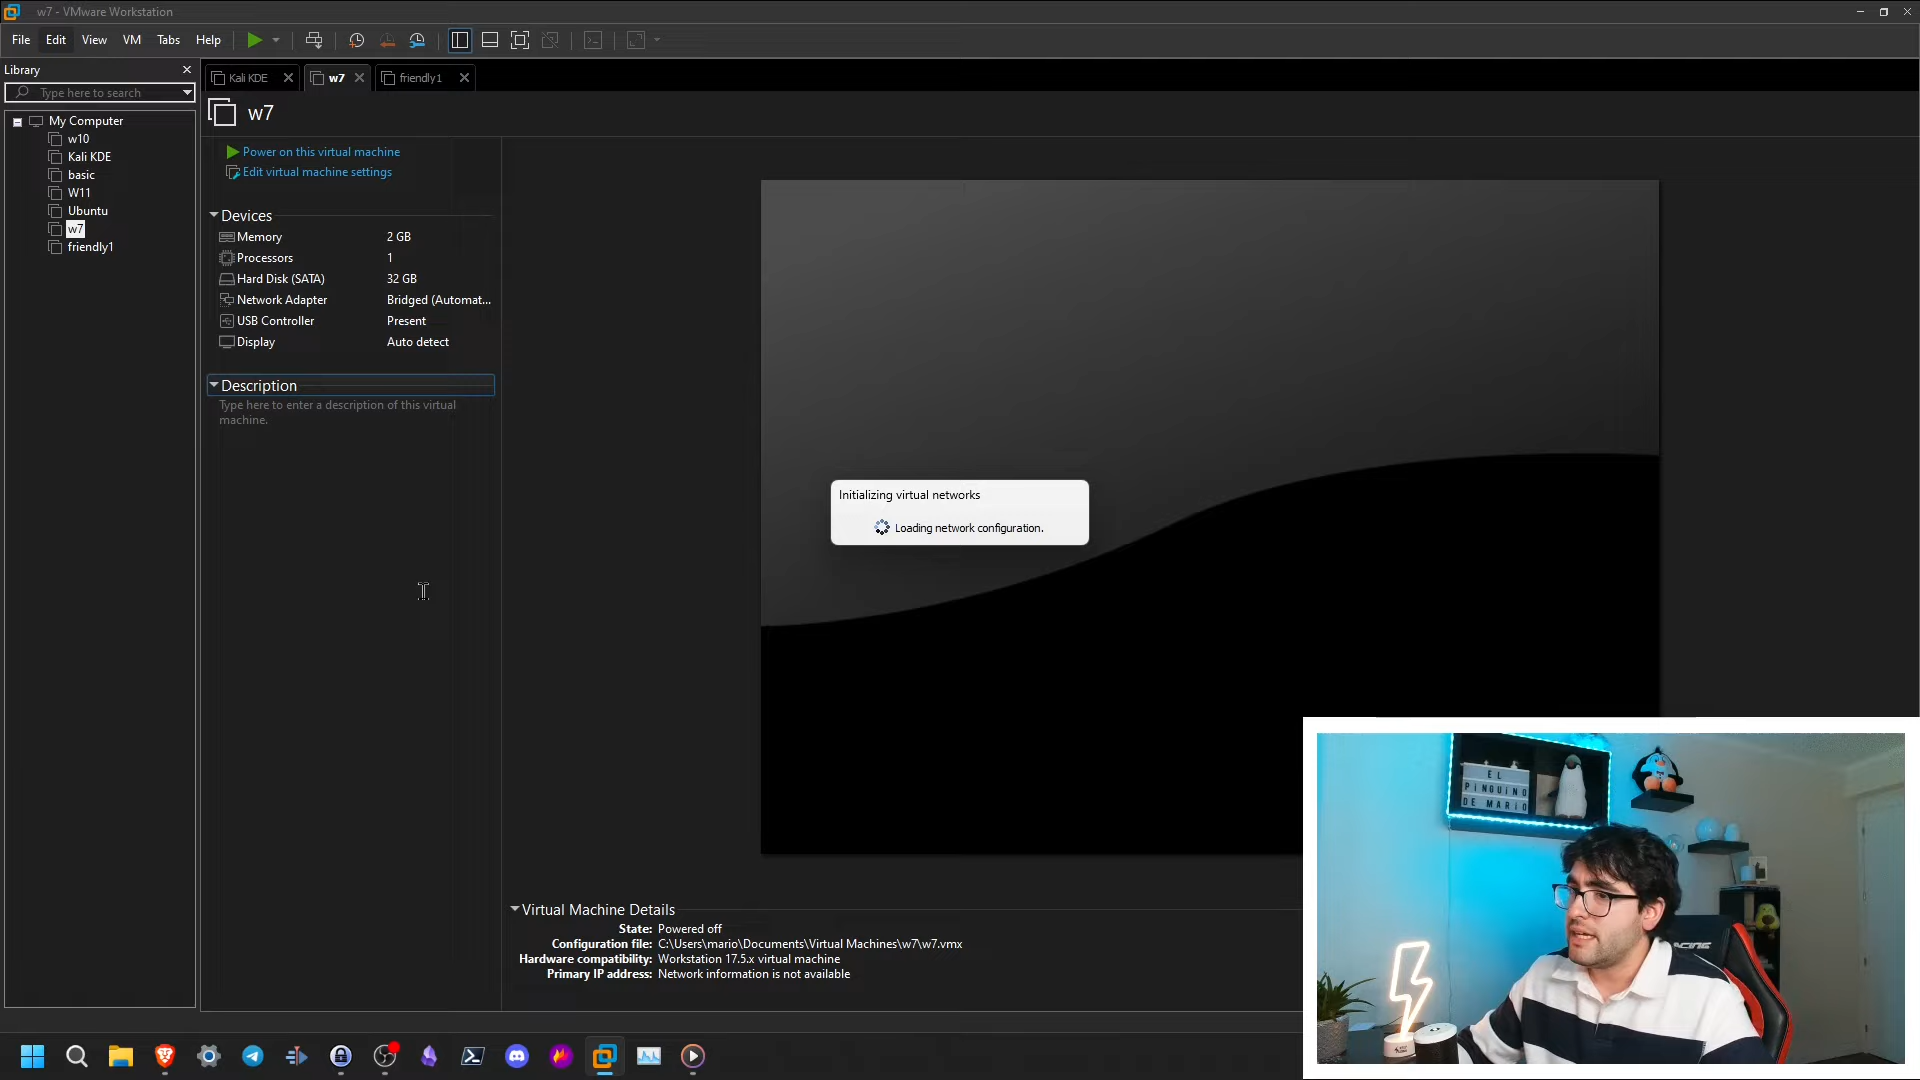 w7 - VMware Workstation
File Edit View VM Tabs Help
Library
Type here to search
My Computer
w10
Kali KDE
basic
W11
Ubuntu
w7
friendly1
Kali KDE
w7
friendly1
w7
Power on this virtual machine
Edit virtual machine settings
Devices
Memory 2 GB
Processors 1
Hard Disk (SATA) 32 GB
Network Adapter Bridged (Automat...
USB Controller Present
Display Auto detect
Description
Type here to enter a description of this virtual
machine.
Initializing virtual networks
Loading network configuration.
Virtual Machine Details
State: Powered off
Configuration file: C:\Users\mario\Documents\Virtual Machines\w7\w7.vmx
Hardware compatibility: Workstation 17.5.x virtual machine
Primary IP address: Network information is not available
EL
PINGUINO
DE MARIO